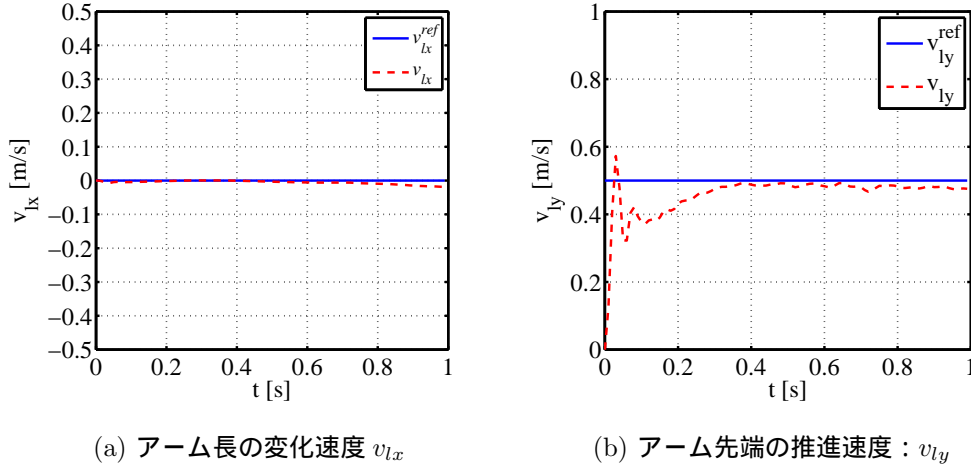 0.5
0.4
0.3
0.2
0.1
0
−0.1
−0.2
−0.3
−0.4
−0.5
v_lx [m/s]
0 0.2 0.4 0.6 0.8 1
t [s]
v_lx^ref
v_lx
(a) アーム長の変化速度 v_lx
1
0.8
0.6
0.4
0.2
0
v_ly [m/s]
0 0.2 0.4 0.6 0.8 1
t [s]
v_ly^ref
v_ly
(b) アーム先端の推進速度：v_ly